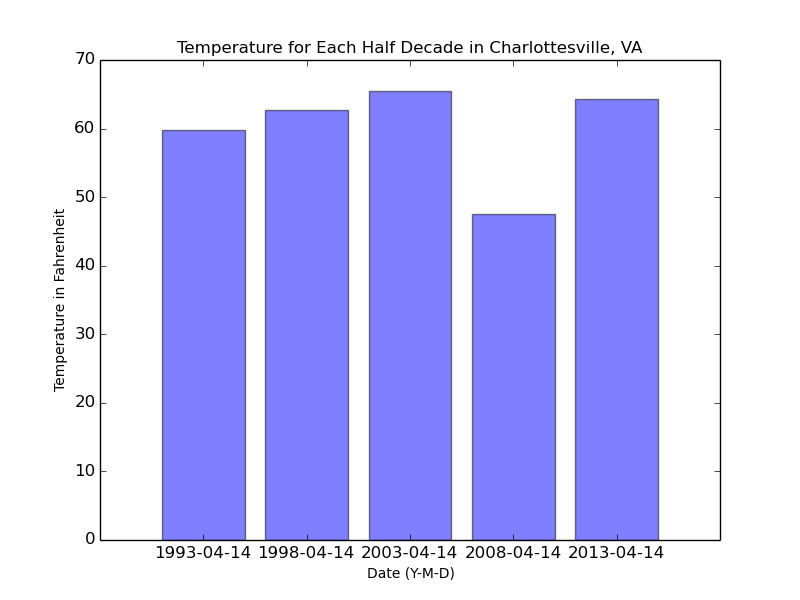 Temperature for Each Half Decade in Charlottesville, VA
70
60
50
40
30
20
10
0
Temperature in Fahrenheit
1993-04-14 1998-04-14 2003-04-14 2008-04-14 2013-04-14
Date (Y-M-D)